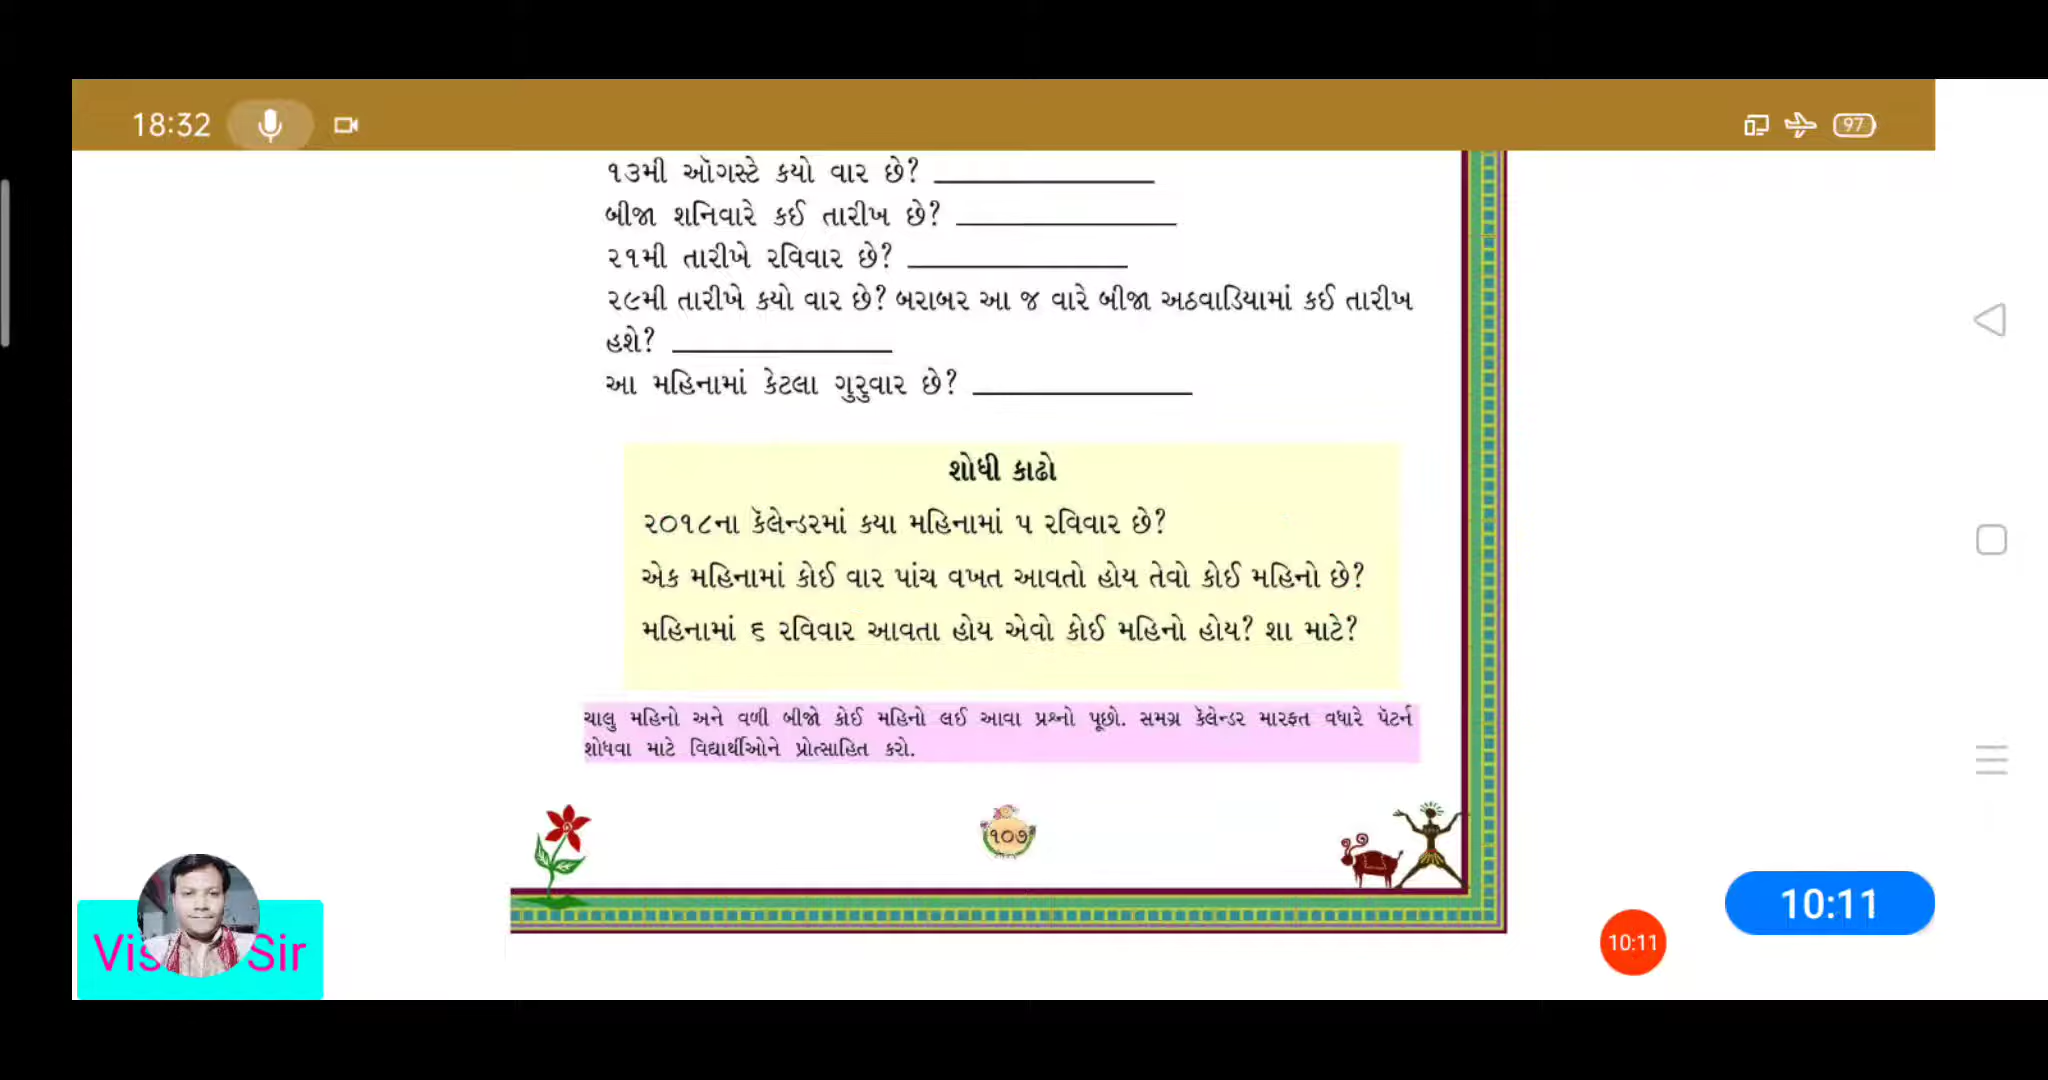 18:32
97
૧૩મી ઑગસ્ટે કયો વાર છે?
બીજા શનિવારે કઈ તારીખ છે?
૨૧મી તારીખે રવિવાર છે?
૨૯મી તારીખે કયો વાર છે? બરાબર આ જ વારે બીજા અઠવાડિયામાં કઈ તારીખ
હશે?
આ મહિનામાં કેટલા ગુરુવાર છે?
શોધી કાઢો
૨૦૧૮ના કૅલેન્ડરમાં કયા મહિનામાં ૫ રવિવાર છે?
એક મહિનામાં કોઈ વાર પાંચ વખત આવતો હોય તેવો કોઈ મહિનો છે?
મહિનામાં ૬ રવિવાર આવતા હોય એવો કોઈ મહિનો હોય? શા માટે?
ચાલુ મહિનો અને વળી બીજો કોઈ મહિનો લઈ આવા પ્રશ્નો પૂછો. સમગ્ર કૅલેન્ડર મારફત વધારે પૅટર્ન
શોધવા માટે વિદ્યાર્થીઓને પ્રોત્સાહિત કરો.
૧૦૭
Sir
10:11
10:11